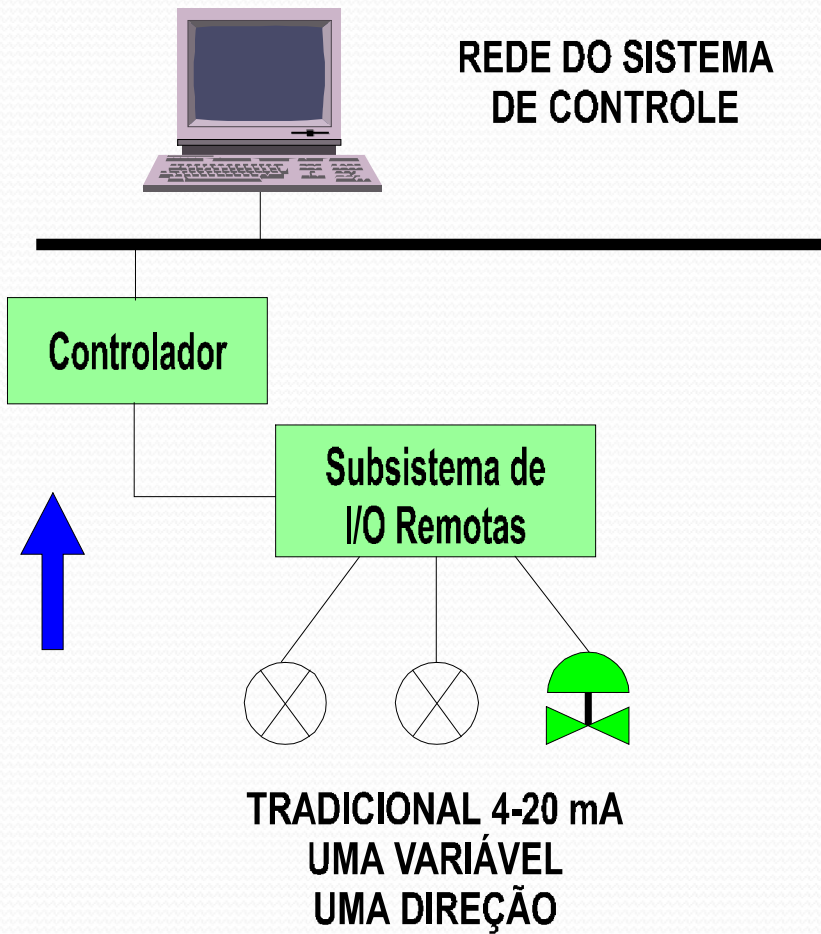 REDE DO SISTEMA
DE CONTROLE
Controlador
Subsistema de
I/O Remotas
TRADICIONAL 4-20 mA
UMA VARIÁVEL
UMA DIREÇÃO